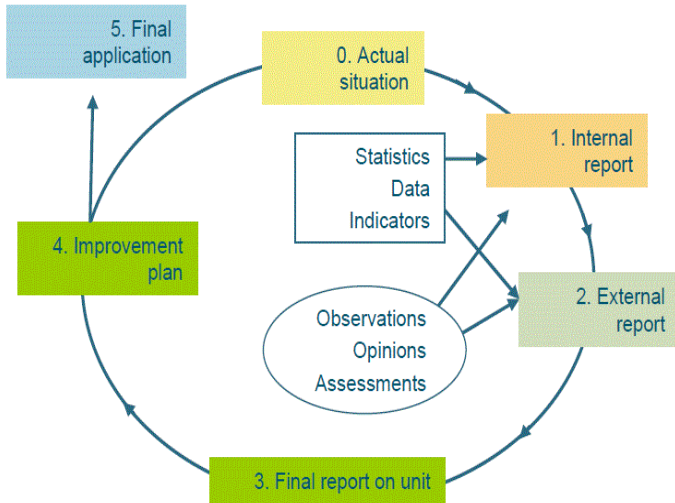 5. Final
application
0. Actual
situation
1. Internal
report
Statistics
Data
Indicators
4. Improvement
plan
2. External
report
Observations
Opinions
Assessments
3. Final report on unit